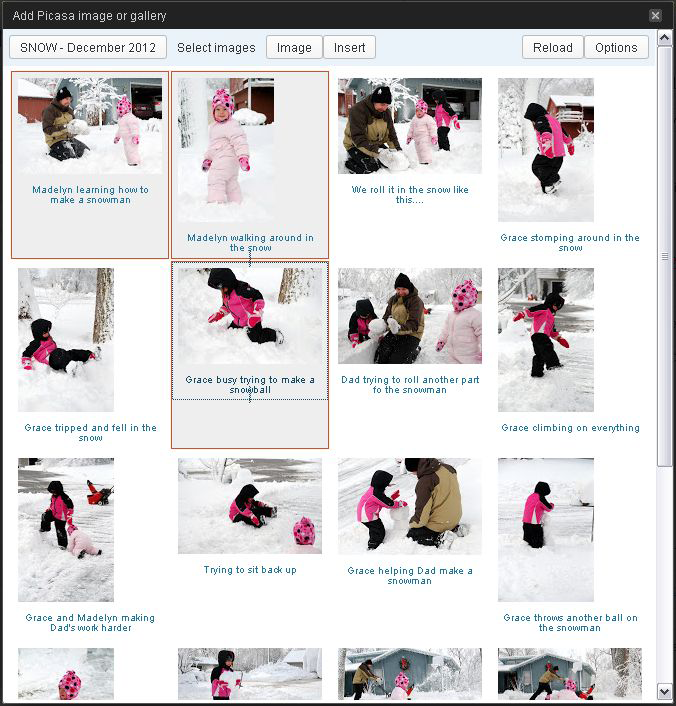 Add Picasa image or gallery
SNOW - December 2012 Select images Image Insert Reload Options
Madelyn learning how to
make a snowman
Madelyn walking around in
the snow
We roll it in the snow like
this....
Grace stomping around in the
snow
Grace tripped and fell in the
snow
Grace busy trying to make a
snowball
Dad trying to roll another part
fo the snowman
Grace climbing on everything
Grace and Madelyn making
Dad's work harder
Trying to sit back up
Grace helping Dad make a
snowman
Grace throws another ball on
the snowman